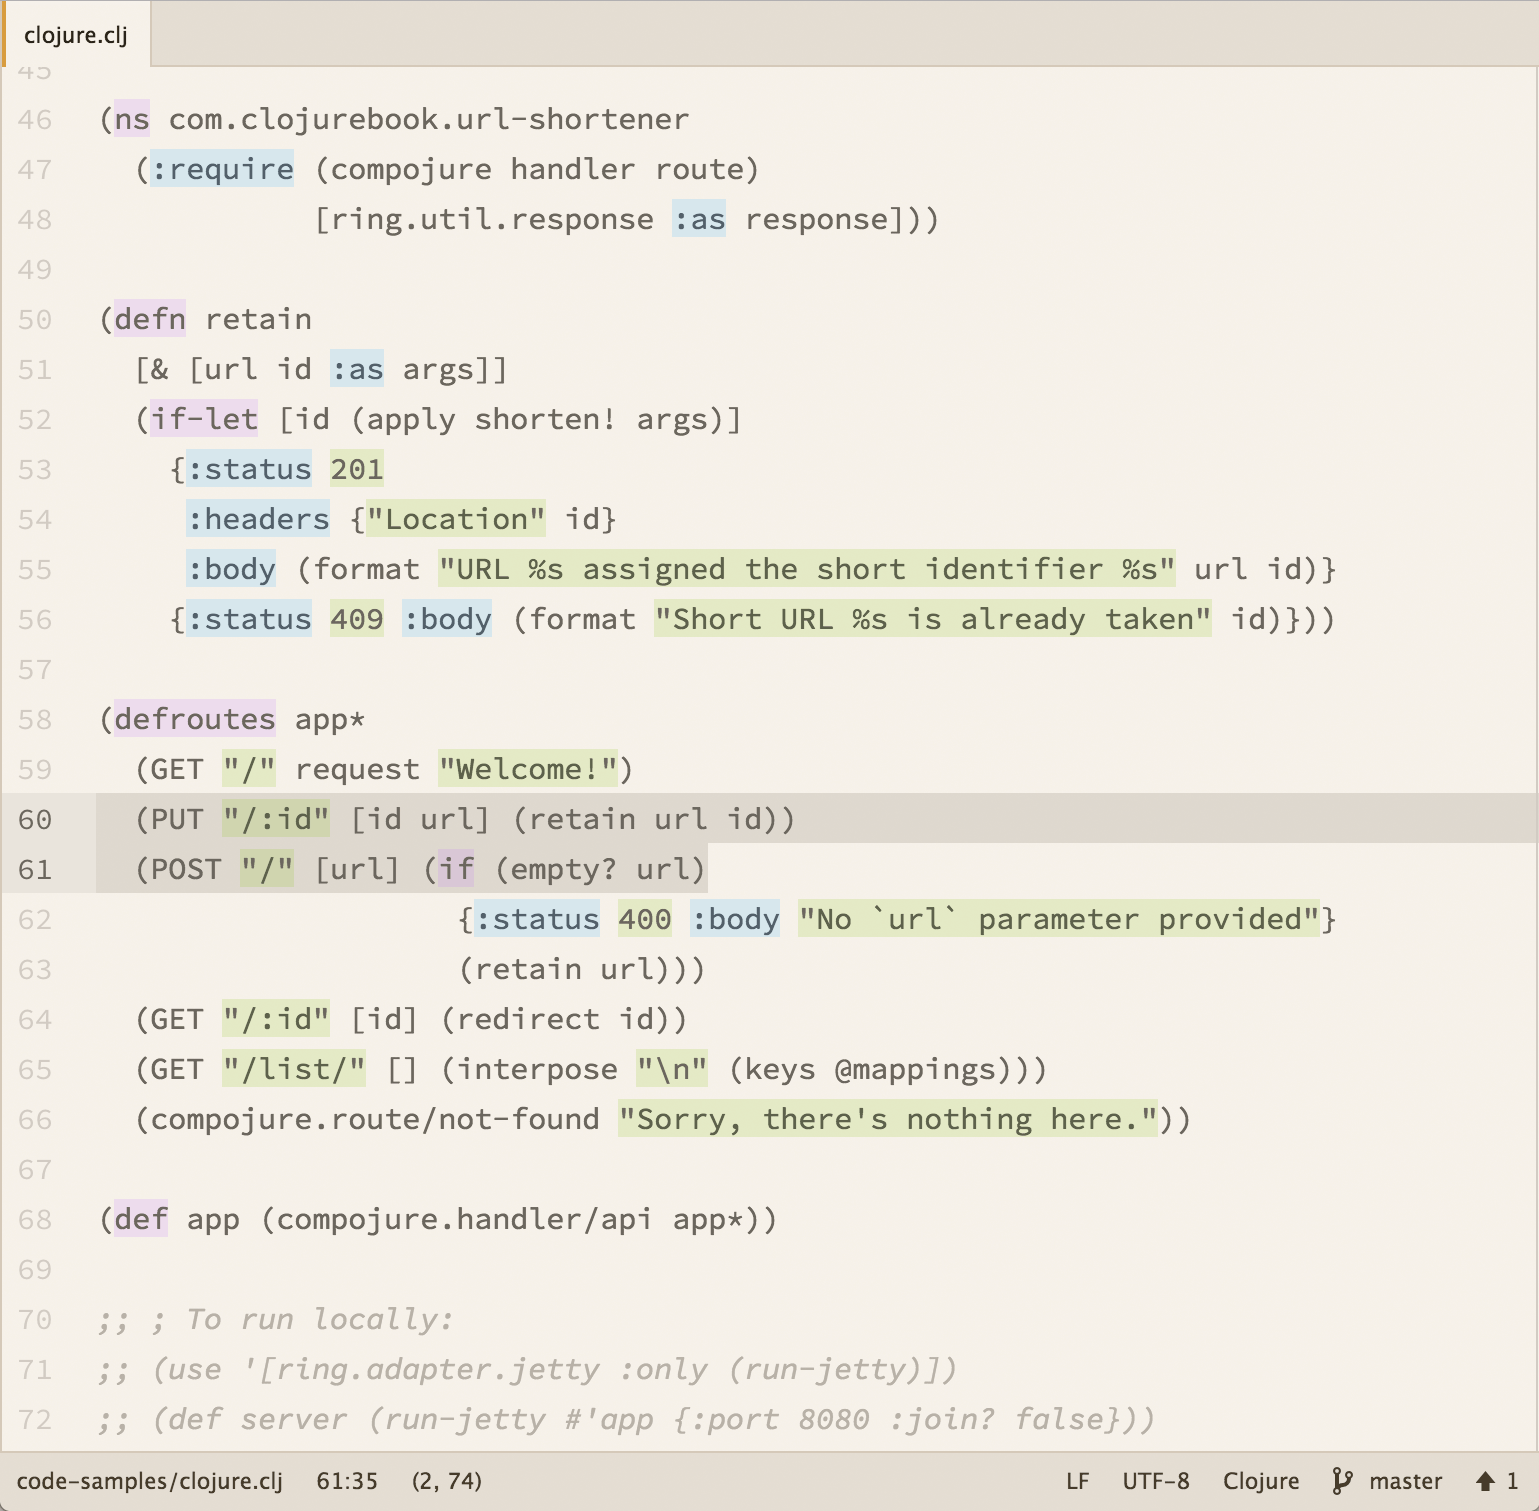 clojure.clj
45
46 (ns com.clojurebook.url-shortener
47   (:require (compojure handler route)
48             [ring.util.response :as response]))
49
50 (defn retain
51   [& [url id :as args]]
52   (if-let [id (apply shorten! args)]
53     {:status 201
54      :headers {"Location" id}
55      :body (format "URL %s assigned the short identifier %s" url id)}
56     {:status 409 :body (format "Short URL %s is already taken" id)}))
57
58 (defroutes app*
59   (GET "/" request "Welcome!")
60   (PUT "/:id" [id url] (retain url id))
61   (POST "/" [url] (if (empty? url)
62                     {:status 400 :body "No `url` parameter provided"}
63                     (retain url)))
64   (GET "/:id" [id] (redirect id))
65   (GET "/list/" [] (interpose "\n" (keys @mappings)))
66   (compojure.route/not-found "Sorry, there's nothing here."))
67
68 (def app (compojure.handler/api app*))
69
70 ;; ; To run locally:
71 ;; (use '[ring.adapter.jetty :only (run-jetty)])
72 ;; (def server (run-jetty #'app {:port 8080 :join? false}))
code-samples/clojure.clj 61:35 (2, 74) LF UTF-8 Clojure master 1